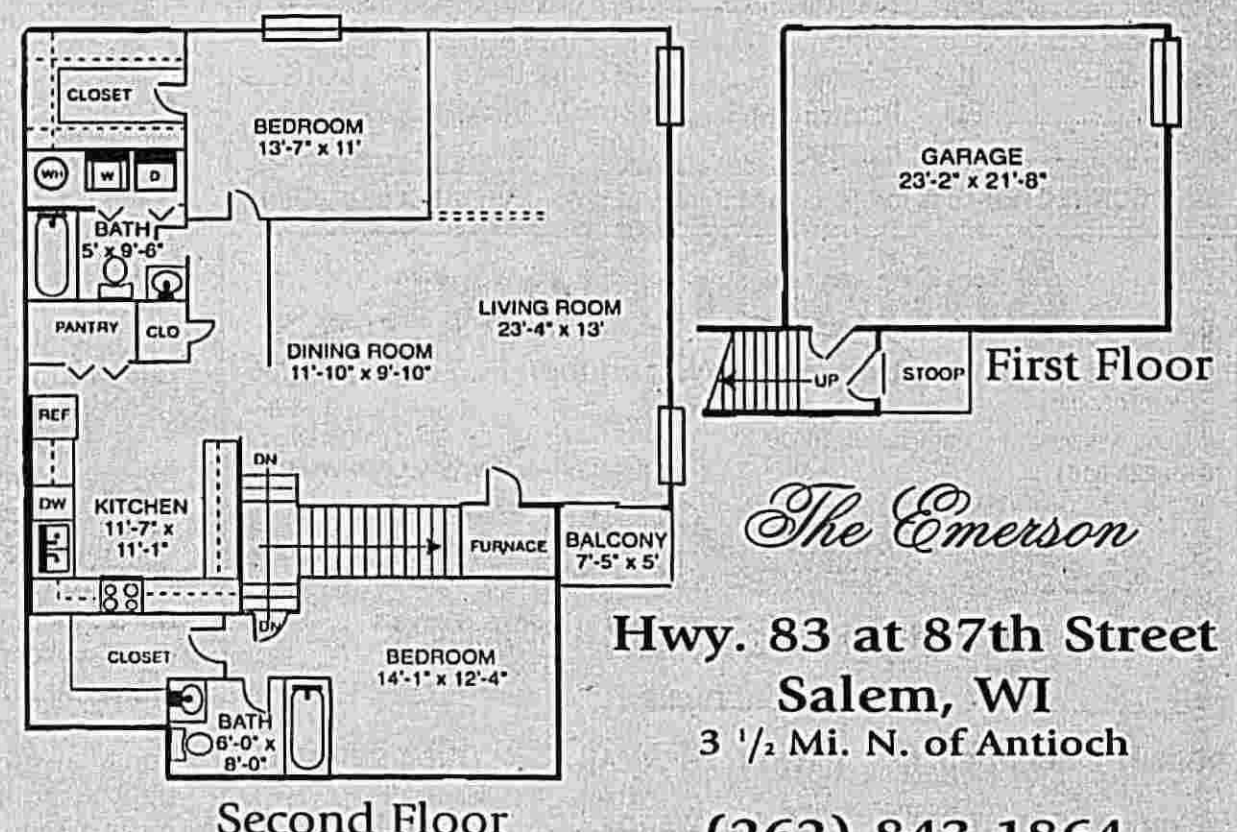 CLOSET
BEDROOM
13'-7" x 11'
WH
W
D
BATH
5' x 9'-6"
PANTRY
CLO
LIVING ROOM
23'-4" x 13'
DINING ROOM
11'-10" x 9'-10"
REF
DW
KITCHEN
11'-7" x
11'-1"
DN
FURNACE
BALCONY
7'-5" x 5'
DN
CLOSET
BEDROOM
14'-1" x 12'-4"
BATH
6'-0" x
8'-0"
Second Floor
GARAGE
23'-2" x 21'-8"
UP
STOOP
First Floor
The Emerson
Hwy. 83 at 87th Street
Salem, WI
3 1/2 Mi. N. of Antioch
(262) 843-1864